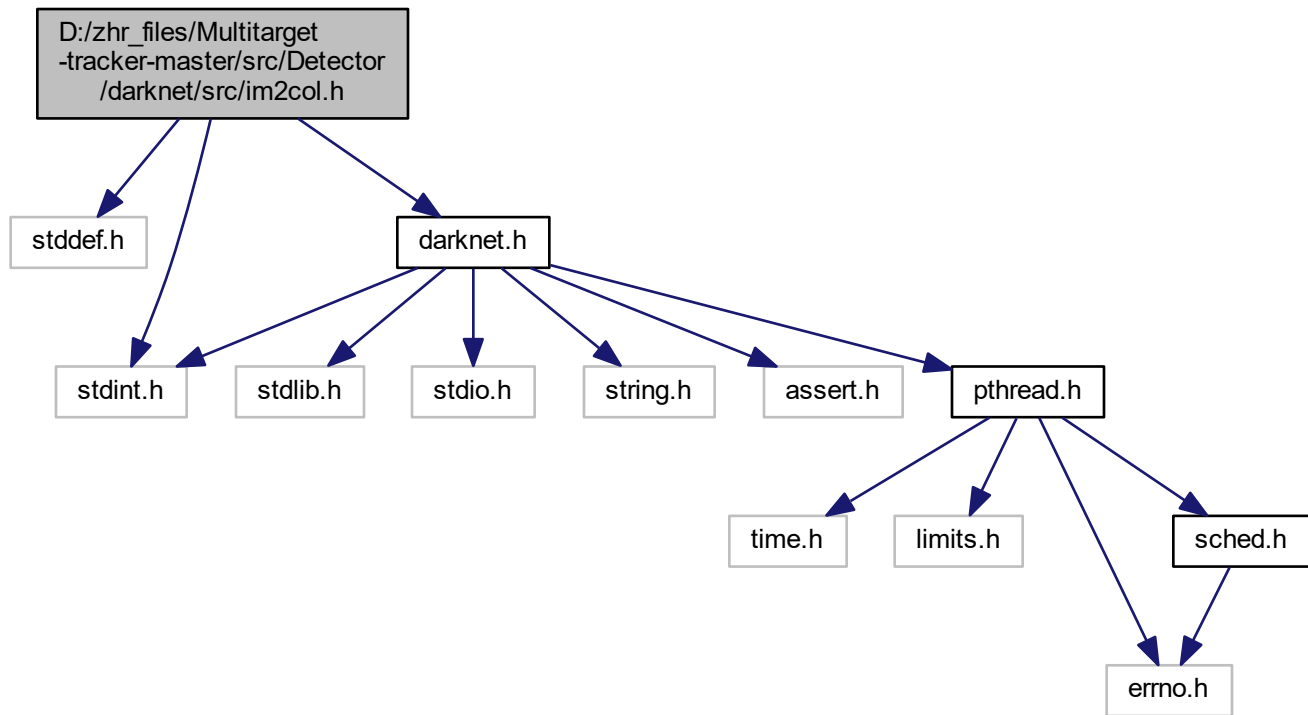 D:/zhr_files/Multitarget
-tracker-master/src/Detector
/darknet/src/im2col.h
stddef.h
darknet.h
stdint.h
stdlib.h
stdio.h
string.h
assert.h
pthread.h
time.h
limits.h
sched.h
errno.h